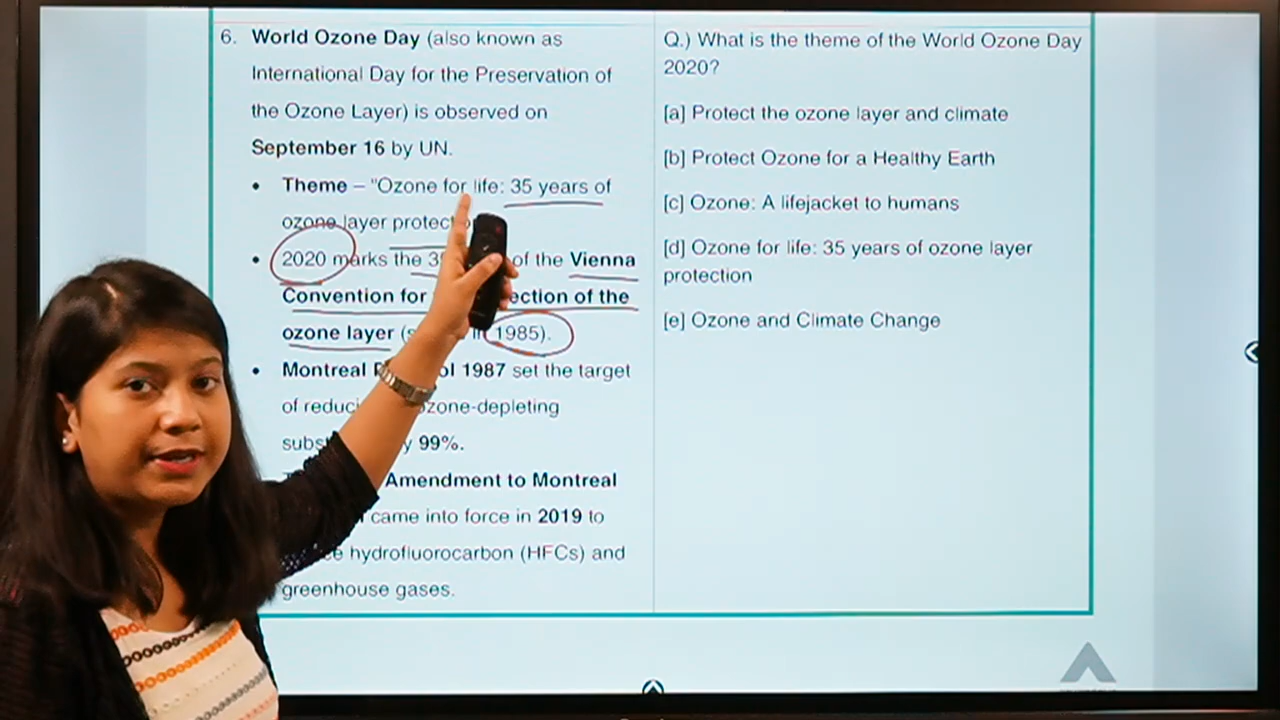 6. World Ozone Day (also known as
International Day for the Preservation of
the Ozone Layer) is observed on
September 16 by UN.
• Theme – "Ozone for life: 35 years of
ozone layer
• 2020 marks the of the Vienna
Convention for of the
ozone layer 1985).
• Montreal 1987 set the target
of ozone-depleting
99%.
Amendment to Montreal
came into force in 2019 to
hydrofluorocarbon (HFCs) and
greenhouse gases.
Q.) What is the theme of the World Ozone Day
2020?
[a] Protect the ozone layer and climate
[b] Protect Ozone for a Healthy Earth
[c] Ozone: A lifejacket to humans
[d] Ozone for life: 35 years of ozone layer
protection
[e] Ozone and Climate Change